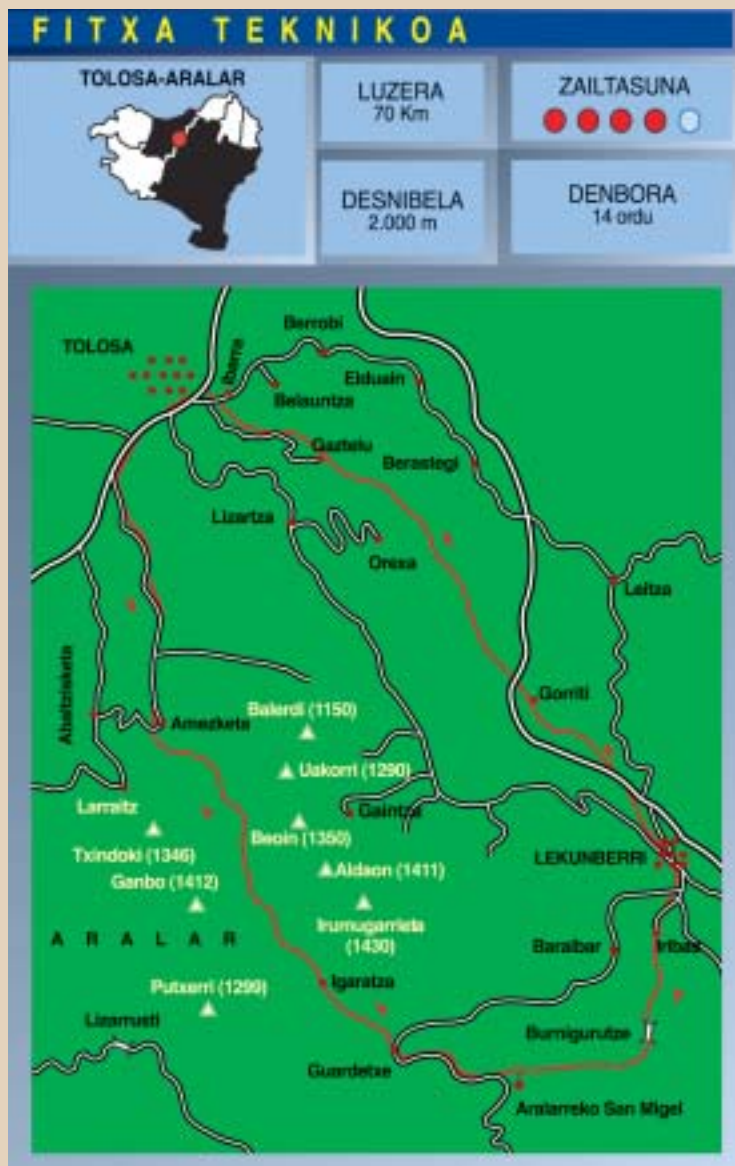 FITXA TEKNIKOA
TOLOSA-ARALAR
LUZERA
70 Km
ZAILTASUNA
DESNIBELA
2.000 m
DENBORA
14 ordu
TOLOSA
Ibarra
Berrobi
Belauntza
Elduain
Gaztelu
Berastegi
Lizartza
Orexa
Leitza
Abaltzisketa
Amezketa
Gorriti
Balerdi (1150)
Uakorri (1290)
Larraitz
Gaintza
Txindoki (1346)
Beoin (1350)
Ganbo (1412)
Aldaon (1411)
LEKUNBERRI
Irumugarrieta
(1430)
ARALAR
Baraibar
Iribas
Putxerri (1299)
Igaratza
Lizarrusti
Burnigurutze
Guardetxe
Aralarreko San Migel